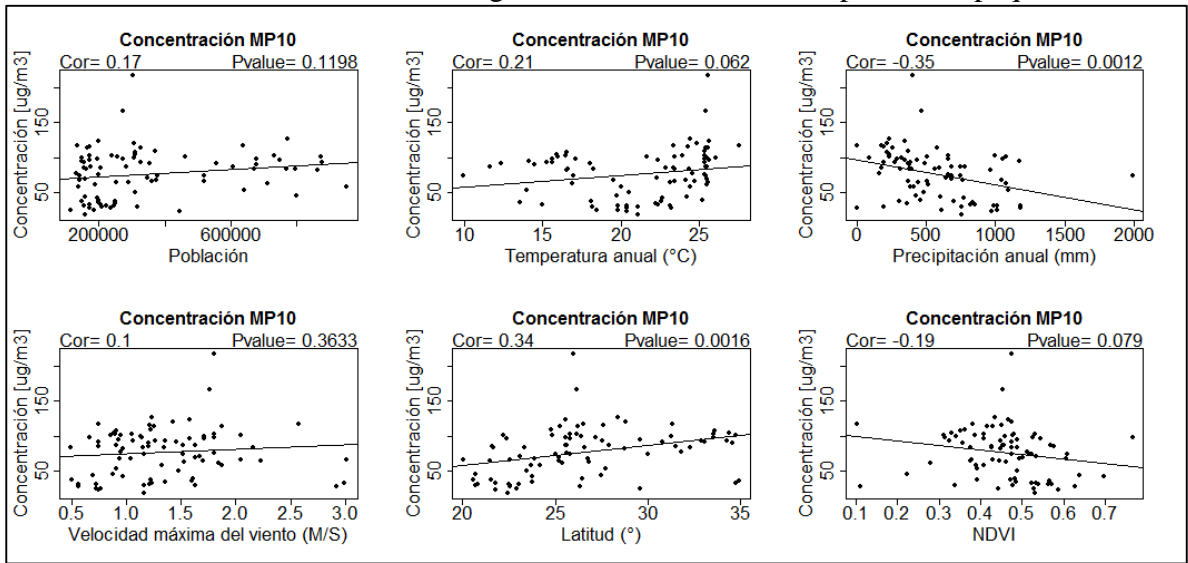 Concentración MP10
Cor= 0.17 Pvalue= 0.1198
Concentración [ug/m3]
50 150
200000 600000
Población
Concentración MP10
Cor= 0.21 Pvalue= 0.062
Concentración [ug/m3]
50 150
10 15 20 25
Temperatura anual (°C)
Concentración MP10
Cor= -0.35 Pvalue= 0.0012
Concentración [ug/m3]
50 150
0 500 1000 1500 2000
Precipitación anual (mm)
Concentración MP10
Cor= 0.1 Pvalue= 0.3633
Concentración [ug/m3]
50 150
0.5 1.0 1.5 2.0 2.5 3.0
Velocidad máxima del viento (M/S)
Concentración MP10
Cor= 0.34 Pvalue= 0.0016
Concentración [ug/m3]
50 150
20 25 30 35
Latitud (°)
Concentración MP10
Cor= -0.19 Pvalue= 0.079
Concentración [ug/m3]
50 150
0.1 0.2 0.3 0.4 0.5 0.6 0.7
NDVI